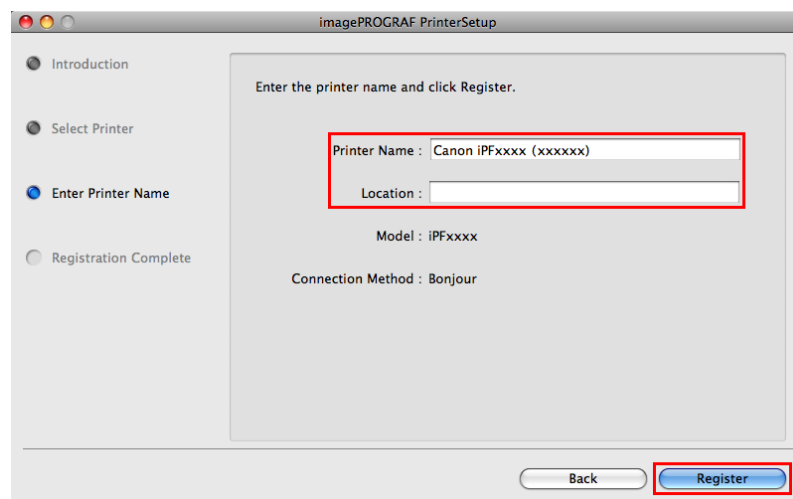 imagePROGRAF PrinterSetup
Introduction
Select Printer
Enter Printer Name
Registration Complete
Enter the printer name and click Register.
Printer Name : Canon iPFxxxx (xxxxxx)
Location :
Model : iPFxxxx
Connection Method : Bonjour
Back
Register